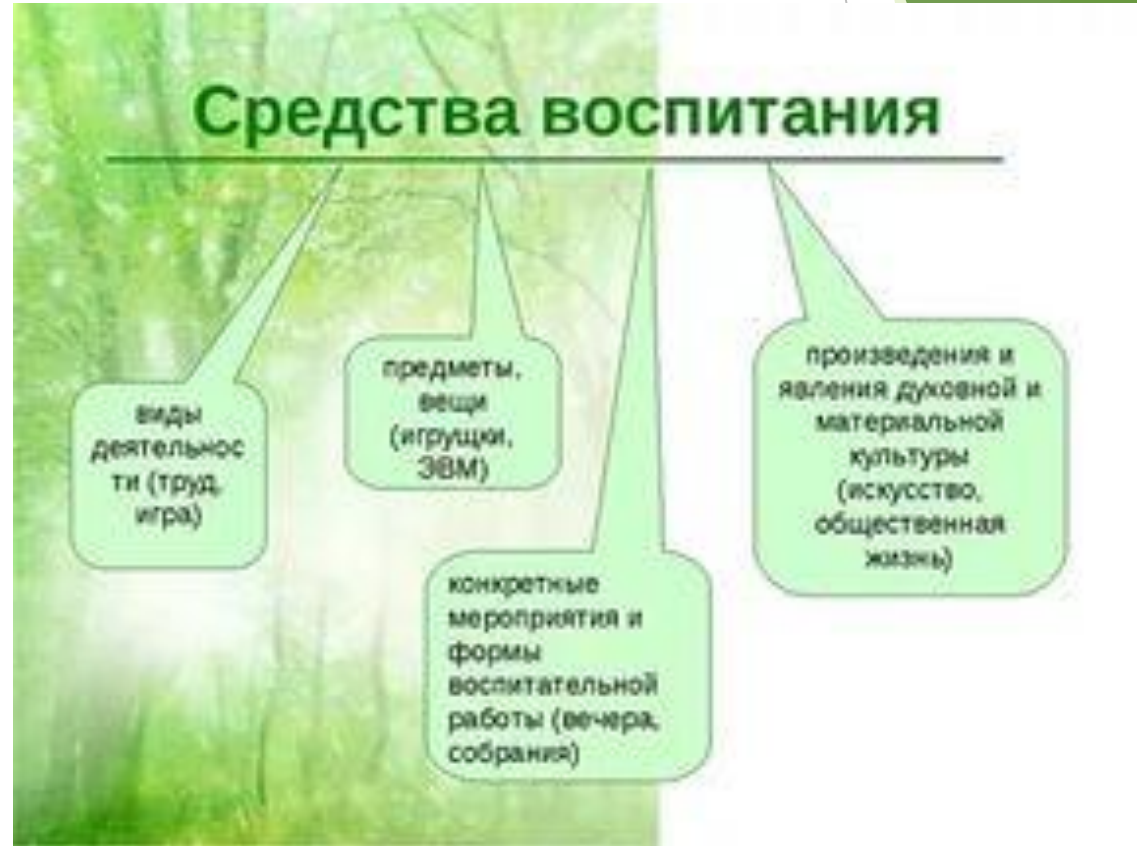 Средства воспитания
виды
деятельнос
ти (труд,
игра)
предметы,
вещи
(игрущки,
ЭВМ)
конкретные
мероприятия и
формы
воспитательной
работы (вечера,
собрания)
произведения и
явления духовной и
материальной
культуры
(искусство,
общественная
жизнь)